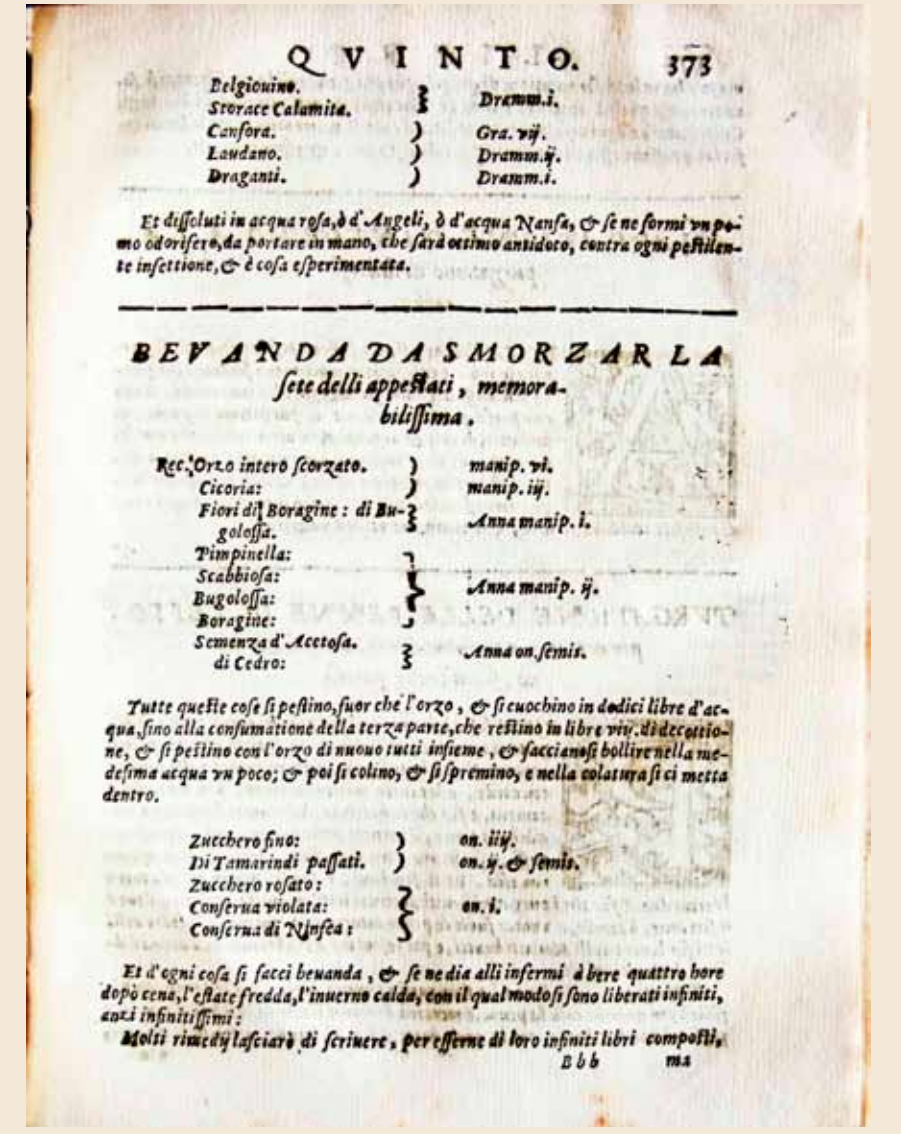 QVINTO. 373
Belgiouino.
Storace Calamita. Dramm.i.
Canfora. ) Gra. vij.
Laudano. ) Dramm.ij.
Draganti. ) Dramm.i.
Et dissoluti in acqua rosa, ò d'Angeli, ò d'acqua Nansa, & se ne formi vn po-
mo odorifero, da portare in mano, che sarà ottimo antidoto, contra ogni pestilen-
te infettione, & è cosa esperimentata.
BEVANDA DA SMORZAR LA
sete delli appestati, memora-
bilissima.
Rec. Orzo intero scorzato. ) manip. vi.
Cicoria: ) manip. iij.
Fiori di Boragine: di Bu-
golossa. Anna manip. i.
Pimpinella:
Scabbiosa:
Bugolossa: Anna manip. ij.
Boragine:
Semenza d'Acetosa.
di Cedro: Anna on. semis.
Tutte queste cose si pestino, fuor che l'orzo, & si cuochino in dodici libre d'ac-
qua, sino alla consumatione della terza parte, che restino in libre viij. di decottio-
ne, & si pestino con l'orzo di nuouo tutti insieme, & faccianosi bollire nella me-
desima acqua vn poco; & poi si colino, & si spremino, e nella colatura si ci metta
dentro.
Zucchero fino: ) on. iiij.
Di Tamarindi passati. ) on. ij. & semis.
Zucchero rosato:
Conserua violata: on. i.
Conserua di Ninfea:
Et d'ogni cosa si facci beuanda, & se ne dia alli infermi à bere quattro hore
dopò cena, l'estate fredda, l'inuerno calda, con il qual modo si sono liberati infiniti,
anzi infinitissimi:
Molti rimedij lasciarò di scriuere, per esserne di loro infiniti libri composti,
Bbb ma